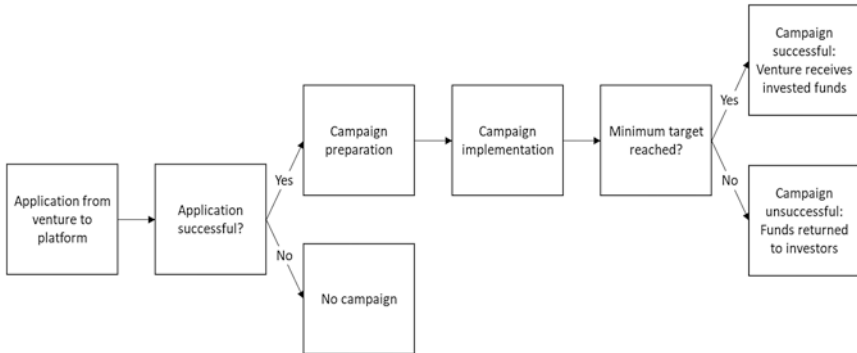 Application from
venture to
platform
Application
successful?
Yes
No
Campaign
preparation
No campaign
Campaign
implementation
Minimum target
reached?
Yes
No
Campaign
successful:
Venture receives
invested funds
Campaign
unsuccessful:
Funds returned
to investors